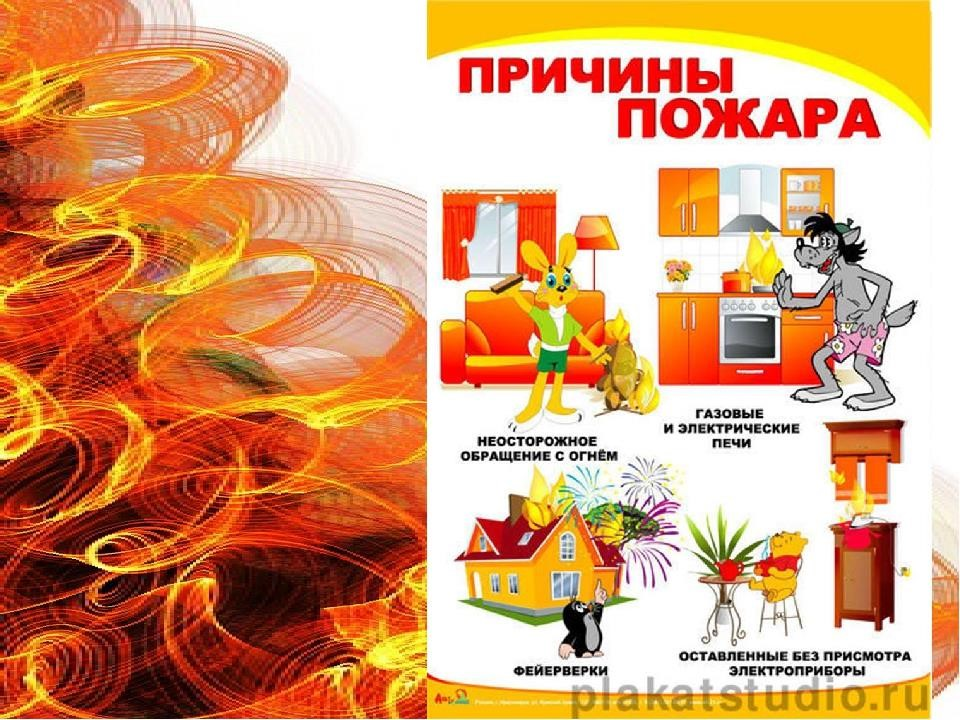 ПРИЧИНЫ
ПОЖАРА
НЕОСТОРОЖНОЕ
ОБРАЩЕНИЕ С ОГНЁМ
ГАЗОВЫЕ
И ЭЛЕКТРИЧЕСКИЕ
ПЕЧИ
ФЕЙЕРВЕРКИ
ОСТАВЛЕННЫЕ БЕЗ ПРИСМОТРА
ЭЛЕКТРОПРИБОРЫ
plakatstudio.ru